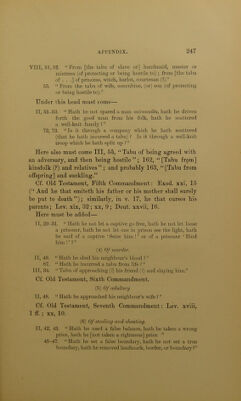 APPENDIX. 247
VIII, 51, 52. “From [the tabu of slave or] handmaid, master or
mistress (of protecting or being hostile to) ; from [the tabu
of . . .] of princess, witch, harlot, courtesan (?).”
55. “From the [tabu of wife, concubine, (or) son (of protecting
or being hostile to).”
Under this head must come—
II, 51-53. “Hath he not spared a man outwardly, hath he driven
forth the good man from his folk, hath he scattered
a well-knit family?”
72, 73. “Is it through a company which he hath scattered
(that he hath incurred a tabu)? Is it through a well-knit
troop which he hath split up?”
Here also must come III, 55, “Tabu of being agreed with
an adversary, and then being hostile”; 162, “[Tabu from]
kinsfolk (?) and relatives”; and probably 163, “[Tabu from
offspring] and suckling.”
Cf. Old Testament, Fifth Commandment: Exod. xxi, 15
(“And he that smiteth his father or his mother shall surely
be put to death”); similarly, in v. 17, he that curses his
parents; Lev. xix, 32; xx, 9; Deut. xxvii, 16.
Here must be added—
II, 29-31. “Hath he not let a captive go free, hath he not let loose
a prisoner, hath he not let one in prison see the light, hath
he said of a captive ‘Seize him!’ or of a prisoner ‘Bind
him!’?”
(4) Of murder.
II, 49. “Hath he shed his neighbour's blood?”
87. “Hath he incurred a tabu from life?”
III, 34. “Tabu of approaching (?) his friend (?) and slaying him.”
Cf. Old Testament, Sixth Commandment.
(5) Of adultery.
II, 48. “Hath he approached his neighbour's wife?”
Cf. Old Testament, Seventh Commandment: Lev. xviii,
1 ff.; xx, 10.
(6) Of stealing and cheating.
II, 42, 43. “Hath he used a false balance, hath he taken a wrong
price, hath he [not taken a righteous] price.”
45-47. “Hath he set a false boundary, hath he not set a true
boundary, hath he removed landmark, border, or boundary?”